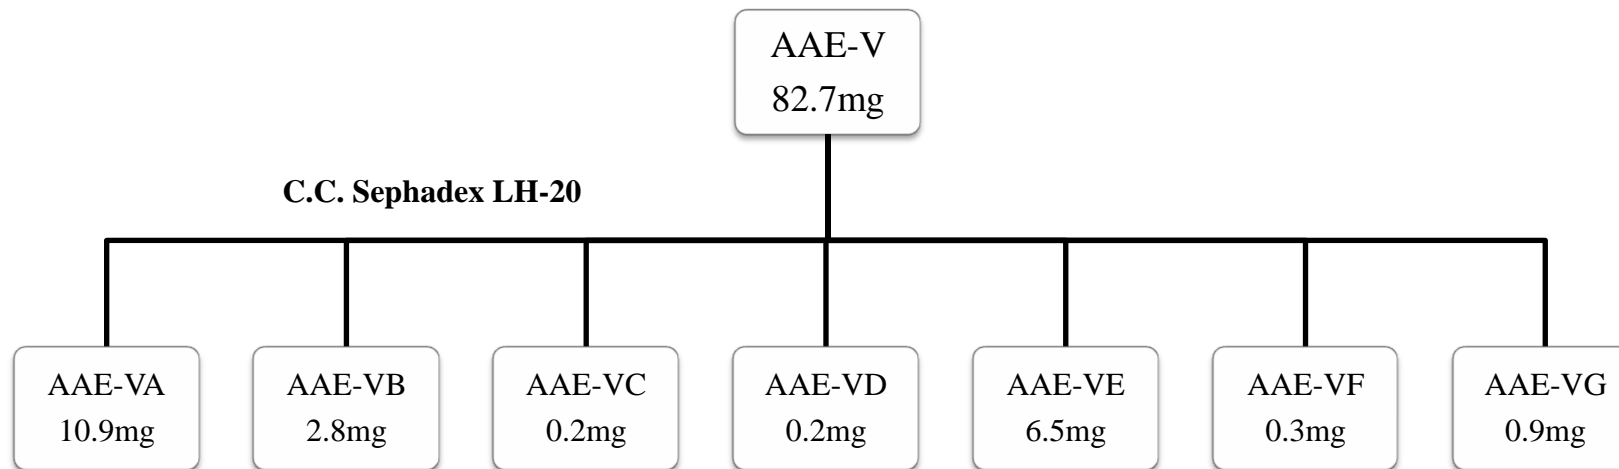 AAE-V
82.7mg
C.C. Sephadex LH-20
AAE-VA
10.9mg
AAE-VB
2.8mg
AAE-VC
0.2mg
AAE-VD
0.2mg
AAE-VE
6.5mg
AAE-VF
0.3mg
AAE-VG
0.9mg